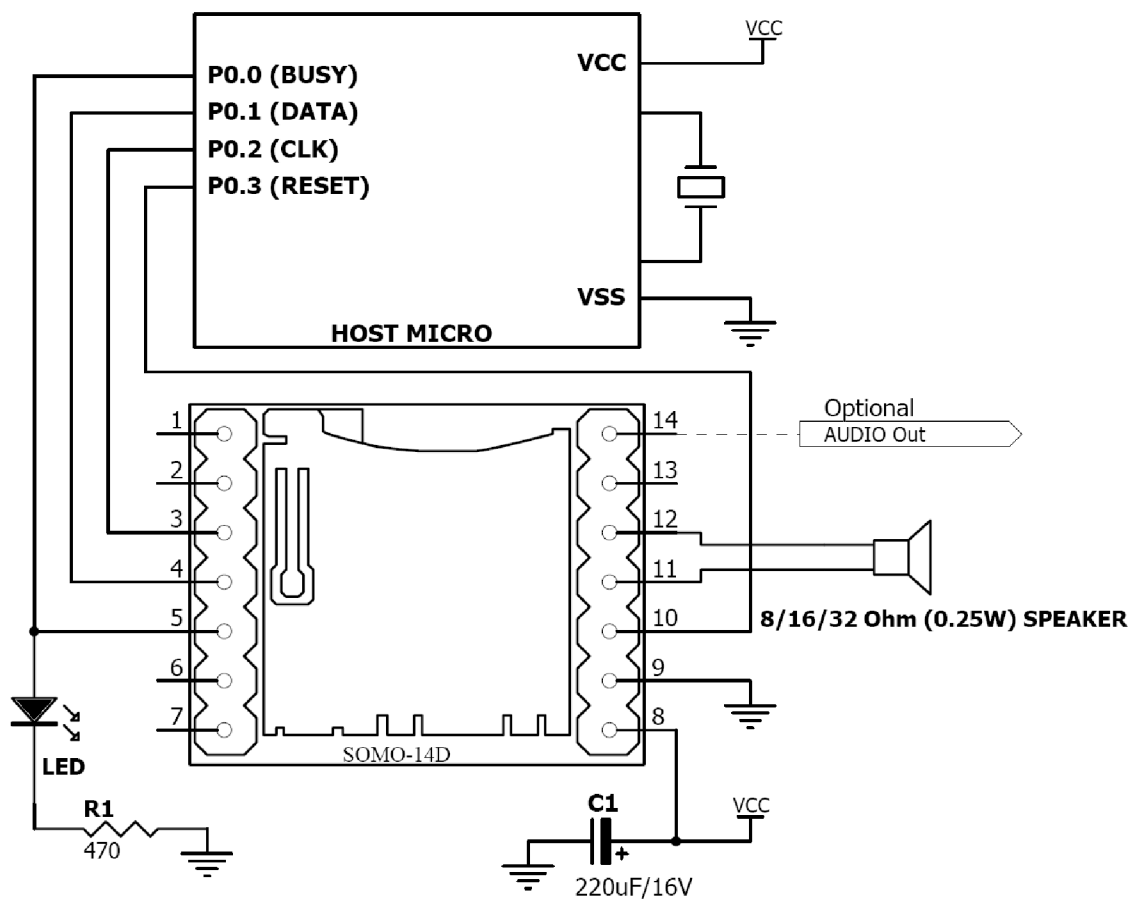 VCC
P0.0 (BUSY)
VCC
P0.1 (DATA)
P0.2 (CLK)
P0.3 (RESET)
VSS
HOST MICRO
Optional
AUDIO Out
1
14
2
13
3
12
4
11
5
10
8/16/32 Ohm (0.25W) SPEAKER
6
9
7
8
SOMO-14D
LED
R1
470
C1
VCC
+
220uF/16V